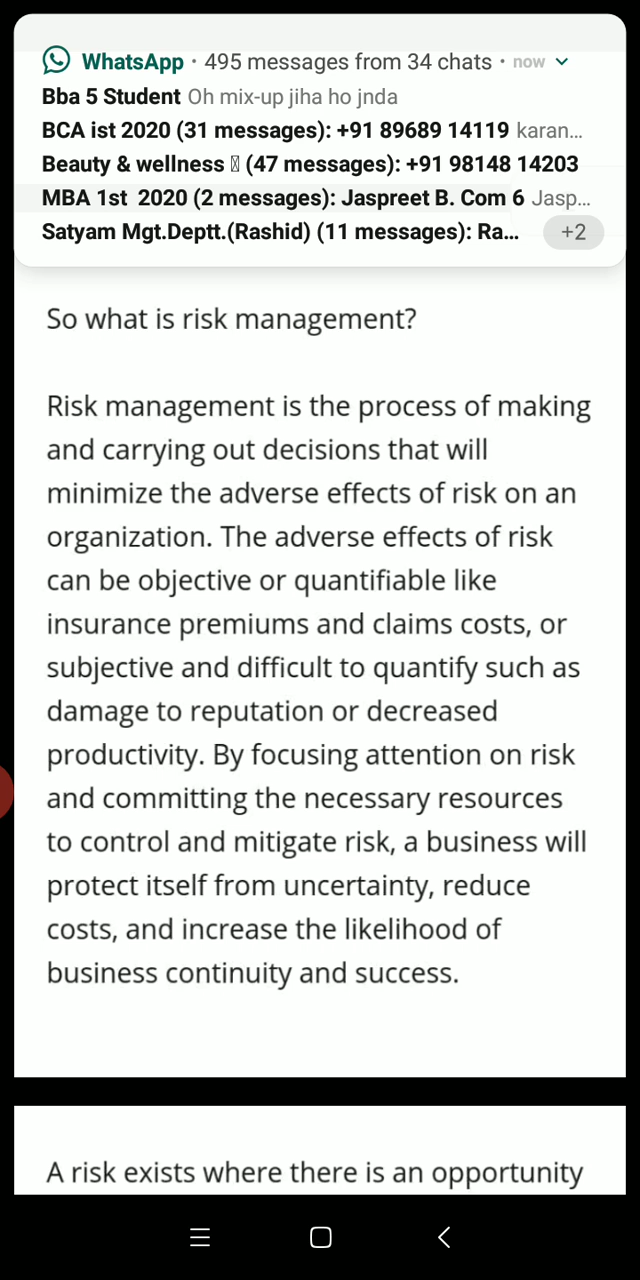 WhatsApp · 495 messages from 34 chats · now
Bba 5 Student Oh mix-up jiha ho jnda
BCA ist 2020 (31 messages): +91 89689 14119 karan...
Beauty & wellness (47 messages): +91 98148 14203
MBA 1st 2020 (2 messages): Jaspreet B. Com 6 Jasp...
Satyam Mgt.Deptt.(Rashid) (11 messages): Ra... +2
So what is risk management?
Risk management is the process of making
and carrying out decisions that will
minimize the adverse effects of risk on an
organization. The adverse effects of risk
can be objective or quantifiable like
insurance premiums and claims costs, or
subjective and difficult to quantify such as
damage to reputation or decreased
productivity. By focusing attention on risk
and committing the necessary resources
to control and mitigate risk, a business will
protect itself from uncertainty, reduce
costs, and increase the likelihood of
business continuity and success.
A risk exists where there is an opportunity